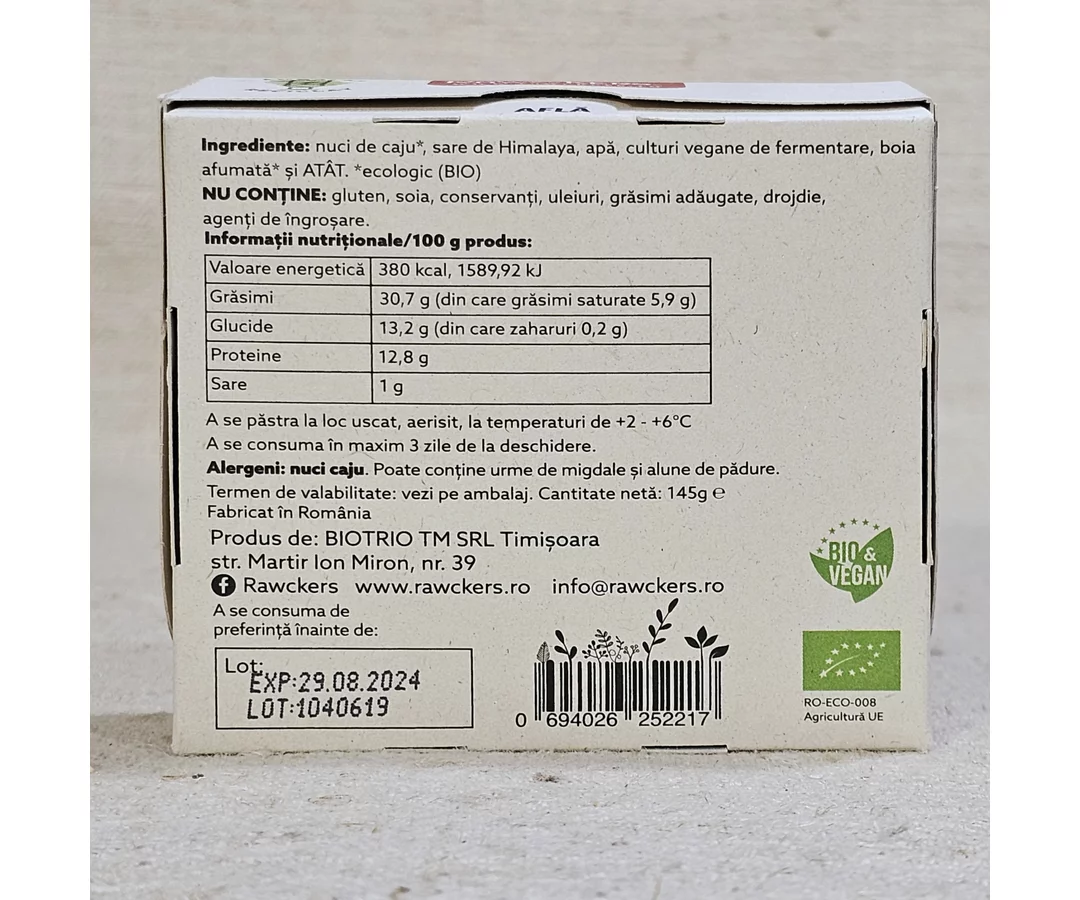 AFLĂ
Ingrediente: nuci de caju*, sare de Himalaya, apă, culturi vegane de fermentare, boia
afumată* și ATÂT. *ecologic (BIO)
NU CONȚINE: gluten, soia, conservanți, uleiuri, grăsimi adăugate, drojdie,
agenți de îngroșare.
Informații nutriționale/100 g produs:
Valoare energetică 380 kcal, 1589,92 kJ
Grăsimi 30,7 g (din care grăsimi saturate 5,9 g)
Glucide 13,2 g (din care zaharuri 0,2 g)
Proteine 12,8 g
Sare 1 g
A se păstra la loc uscat, aerisit, la temperaturi de +2 - +6°C
A se consuma în maxim 3 zile de la deschidere.
Alergeni: nuci caju. Poate conține urme de migdale și alune de pădure.
Termen de valabilitate: vezi pe ambalaj. Cantitate netă: 145g ℮
Fabricat în România
Produs de: BIOTRIO TM SRL Timișoara
str. Martir Ion Miron, nr. 39
Rawckers www.rawckers.ro info@rawckers.ro
A se consuma de
preferință înainte de:
Lot:
EXP:29.08.2024
LOT:1040619
0 694026 252217
BIO &
VEGAN
RO-ECO-008
Agricultură UE